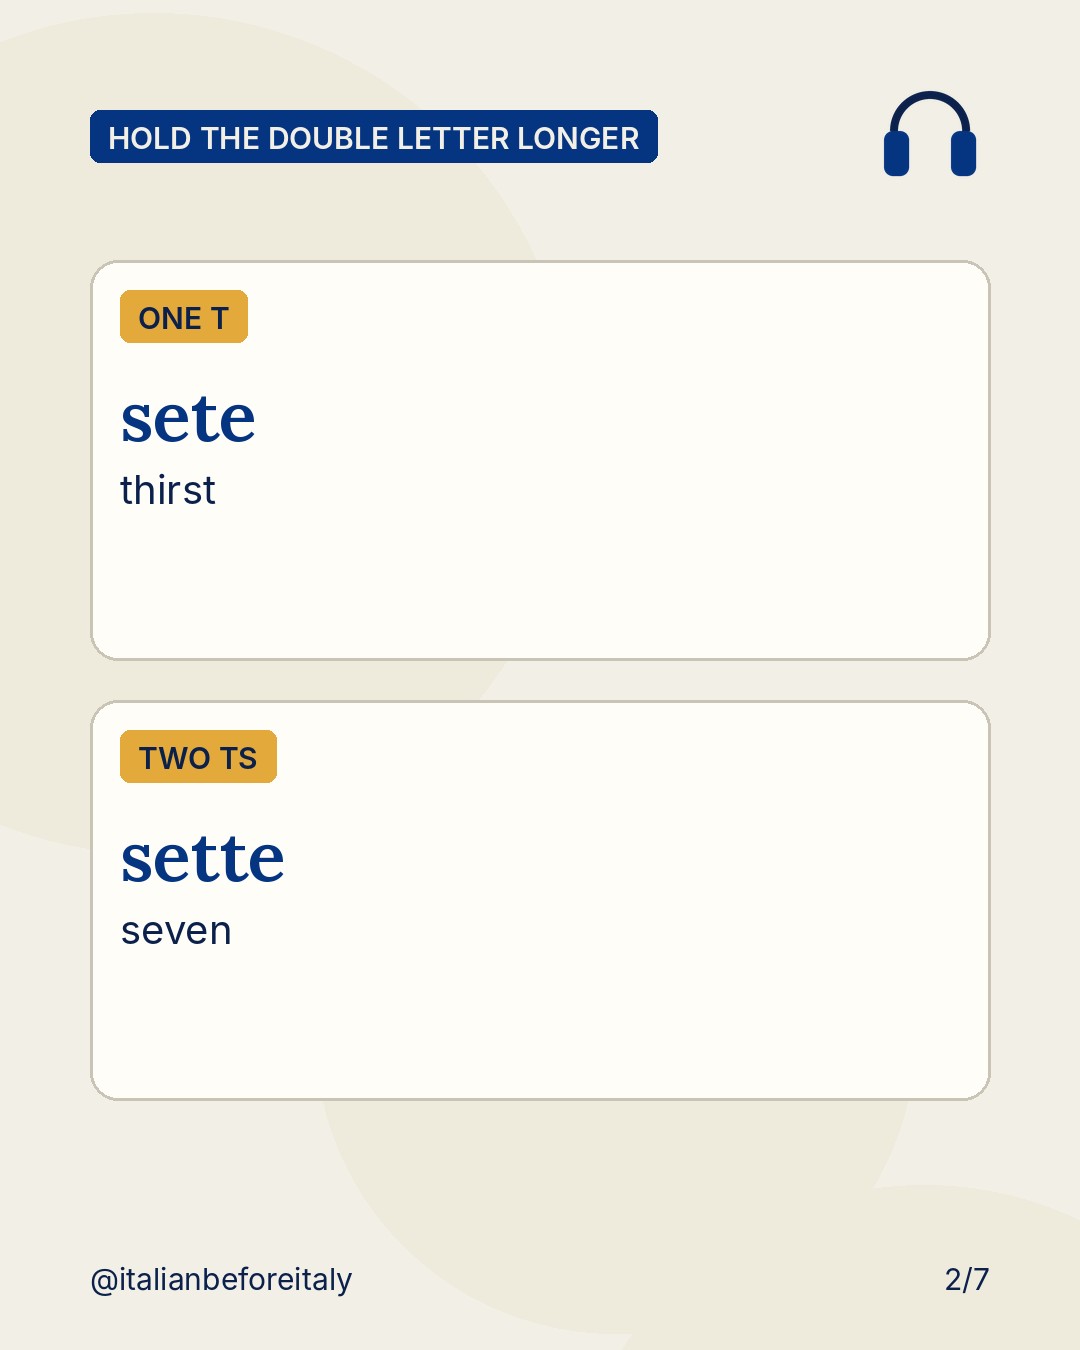 HOLD THE DOUBLE LETTER LONGER
ONE T
sete
thirst
TWO TS
sette
seven
@italianbeforeitaly
2/7